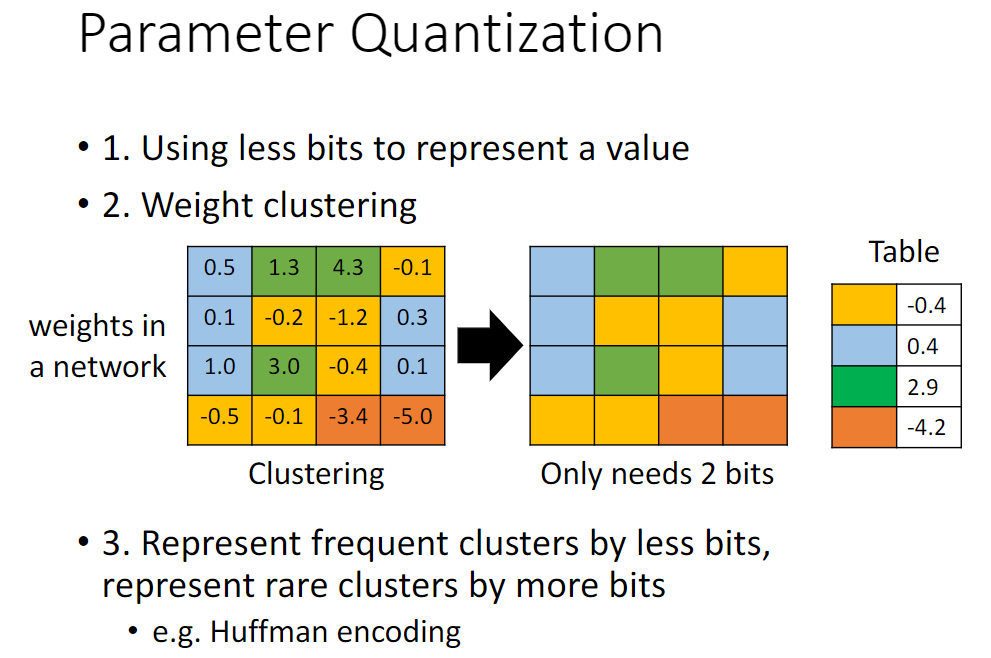 Parameter Quantization
• 1. Using less bits to represent a value
• 2. Weight clustering
weights in
a network
0.5 1.3 4.3 -0.1
0.1 -0.2 -1.2 0.3
1.0 3.0 -0.4 0.1
-0.5 -0.1 -3.4 -5.0
Clustering
Only needs 2 bits
Table
-0.4
0.4
2.9
-4.2
• 3. Represent frequent clusters by less bits,
represent rare clusters by more bits
• e.g. Huffman encoding